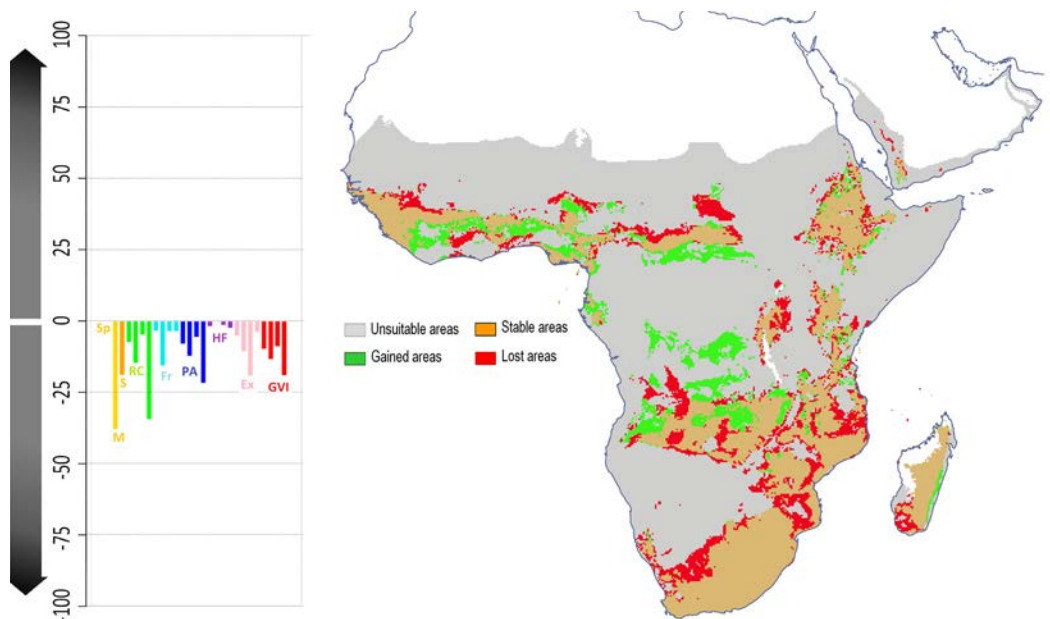 100
75
50
25
0
-25
-50
-75
-100
Sp
S
M
RC
Fr
PA
HF
Ex
GVI
Unsuitable areas
Stable areas
Gained areas
Lost areas